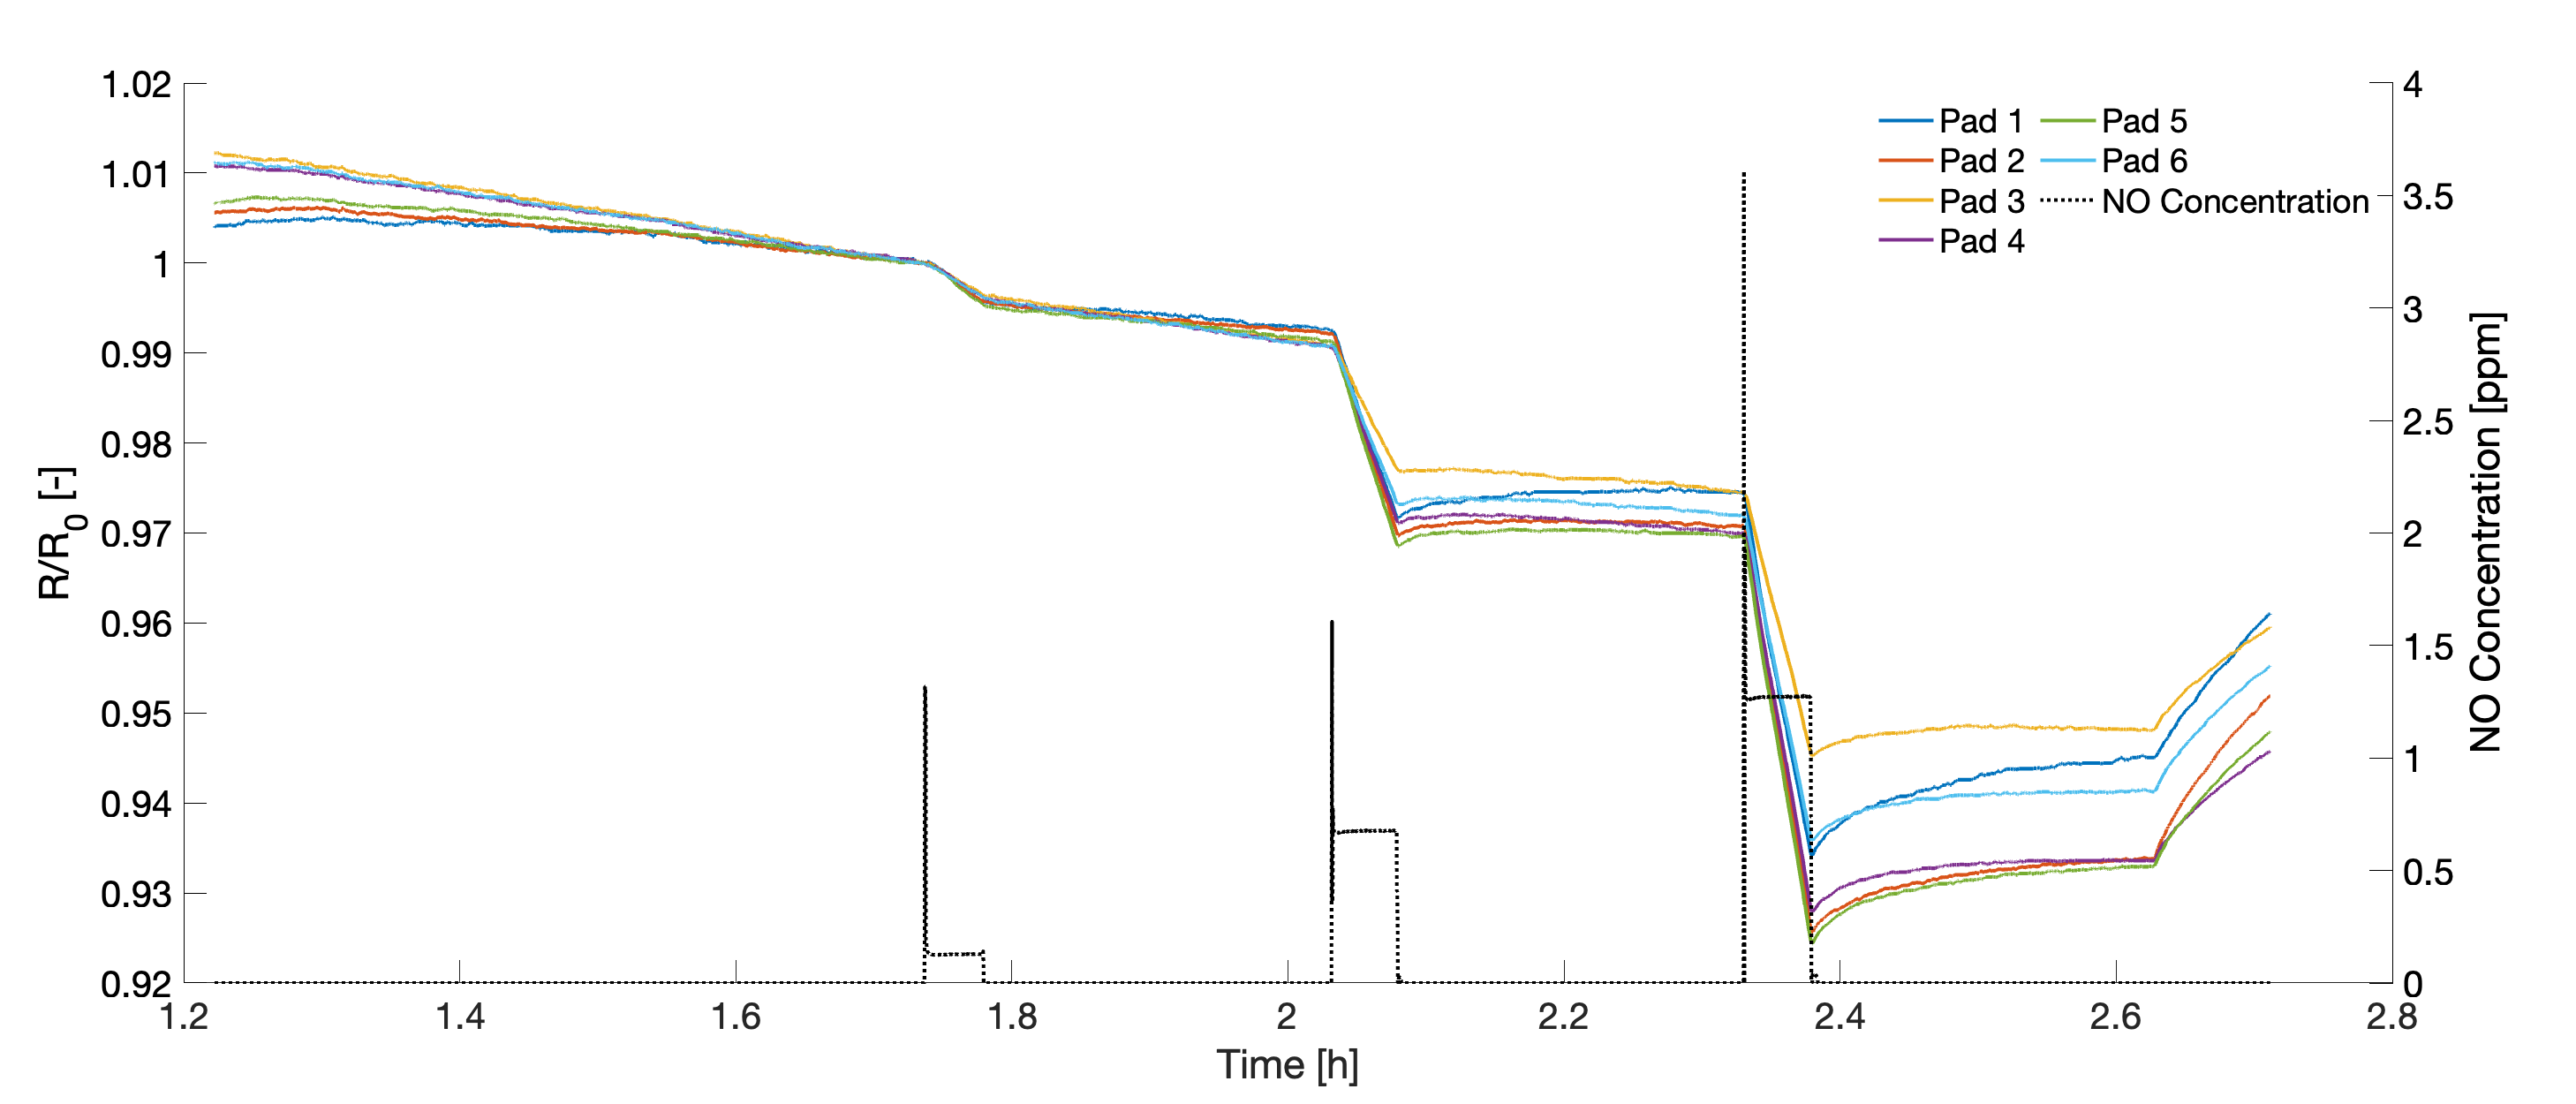 1.02
1.01
1
0.99
0.98
0.97
0.96
0.95
0.94
0.93
0.92
R/R0 [-]
1.2 1.4 1.6 1.8 2 2.2 2.4 2.6 2.8
Time [h]
4
3.5
3
2.5
2
1.5
1
0.5
0
NO Concentration [ppm]
Pad 1 Pad 5
Pad 2 Pad 6
Pad 3 NO Concentration
Pad 4